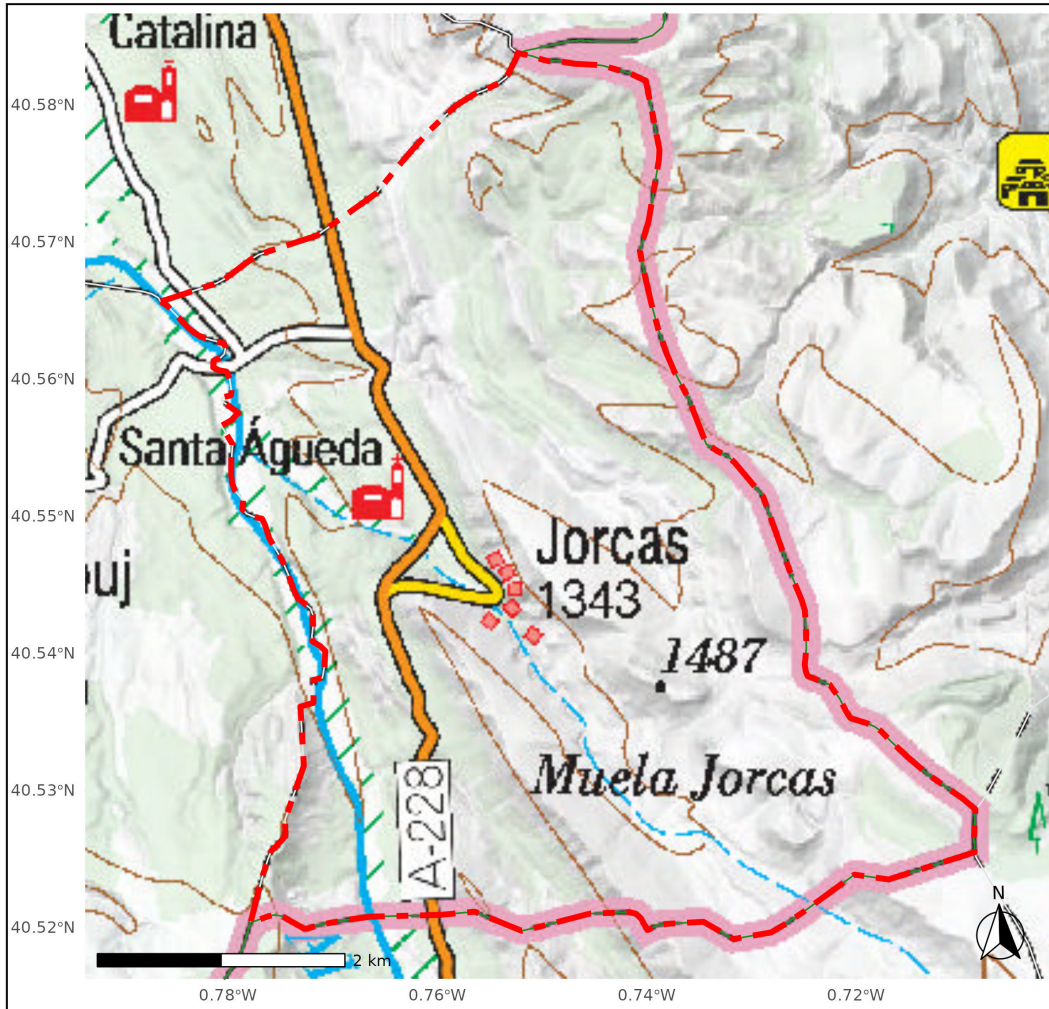 Catalina
40.58°N
40.57°N
40.56°N
Santa Águeda
40.55°N
Jorcas
1343
uj
40.54°N
1487
40.53°N
Muela Jorcas
A-228
N
40.52°N
2 km
0.78°W
0.76°W
0.74°W
0.72°W